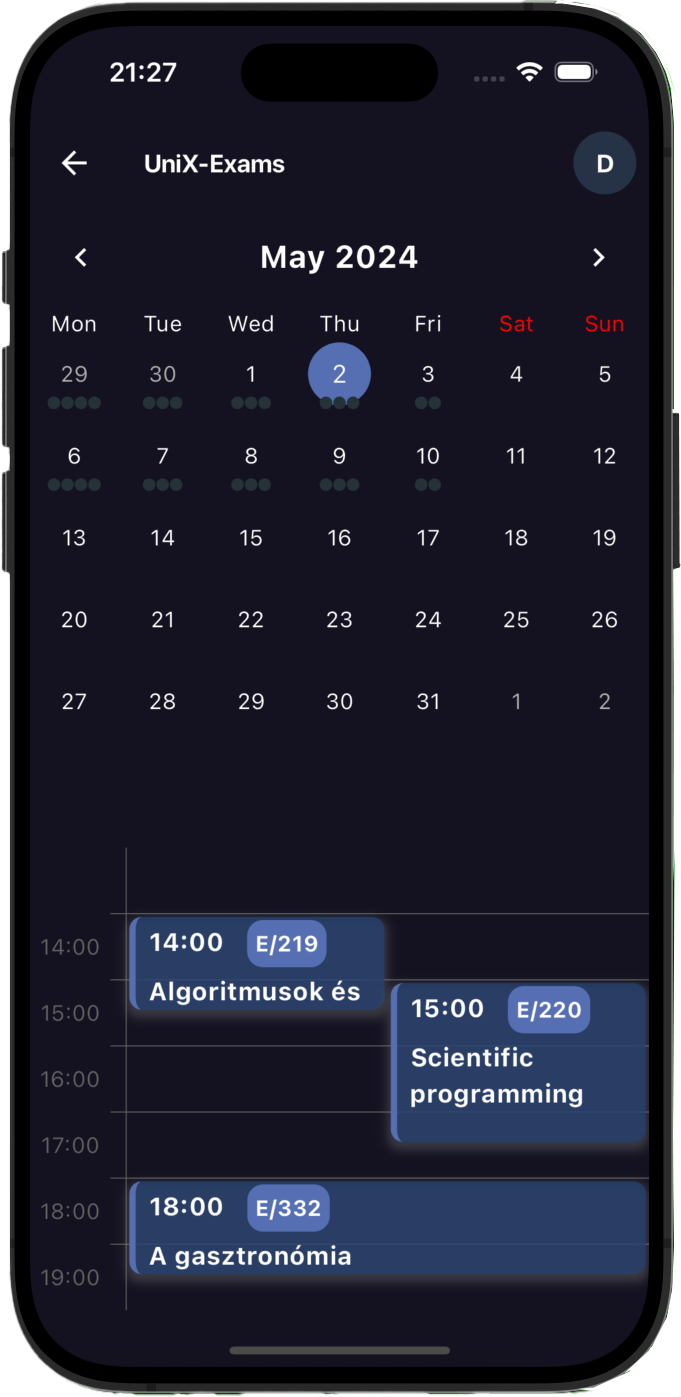 21:27
UniX-Exams
D
May 2024
Mon Tue Wed Thu Fri Sat Sun
29 30 1 2 3 4 5
6 7 8 9 10 11 12
13 14 15 16 17 18 19
20 21 22 23 24 25 26
27 28 29 30 31 1 2
14:00
14:00 E/219
Algoritmusok és
15:00
15:00 E/220
Scientific
programming
16:00
17:00
18:00
18:00 E/332
A gasztronómia
19:00